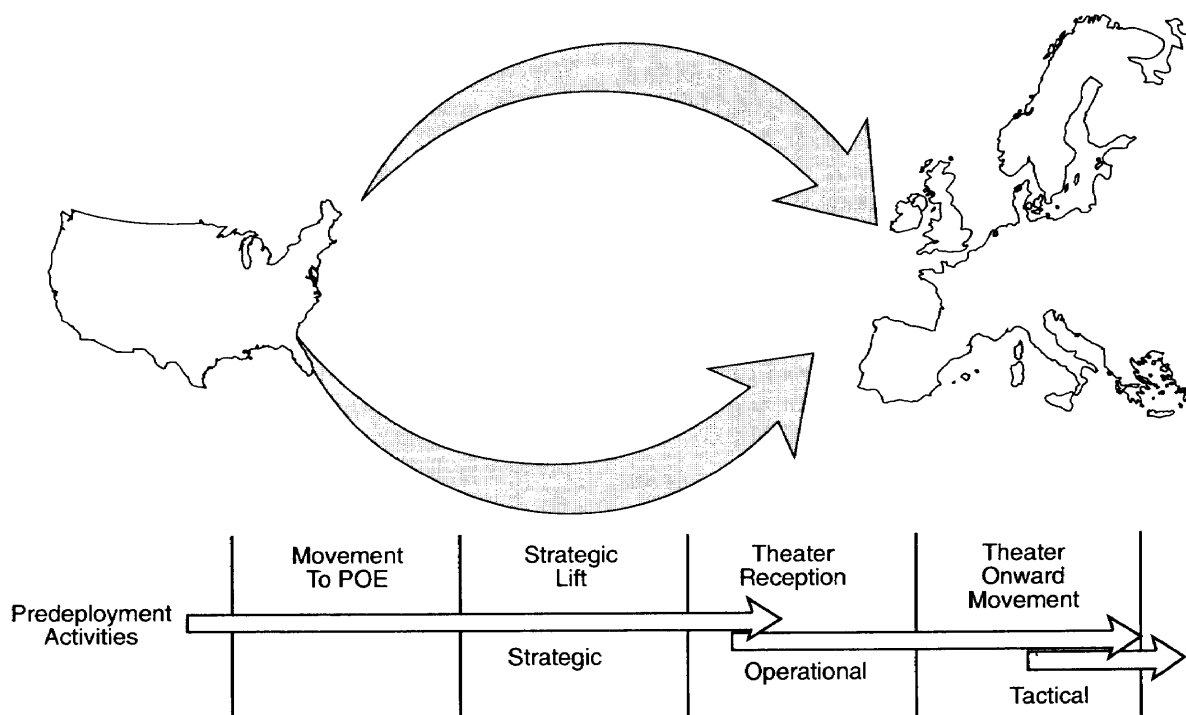 Predeployment
Activities
Movement
To POE
Strategic
Lift
Theater
Reception
Theater
Onward
Movement
Strategic
Operational
Tactical